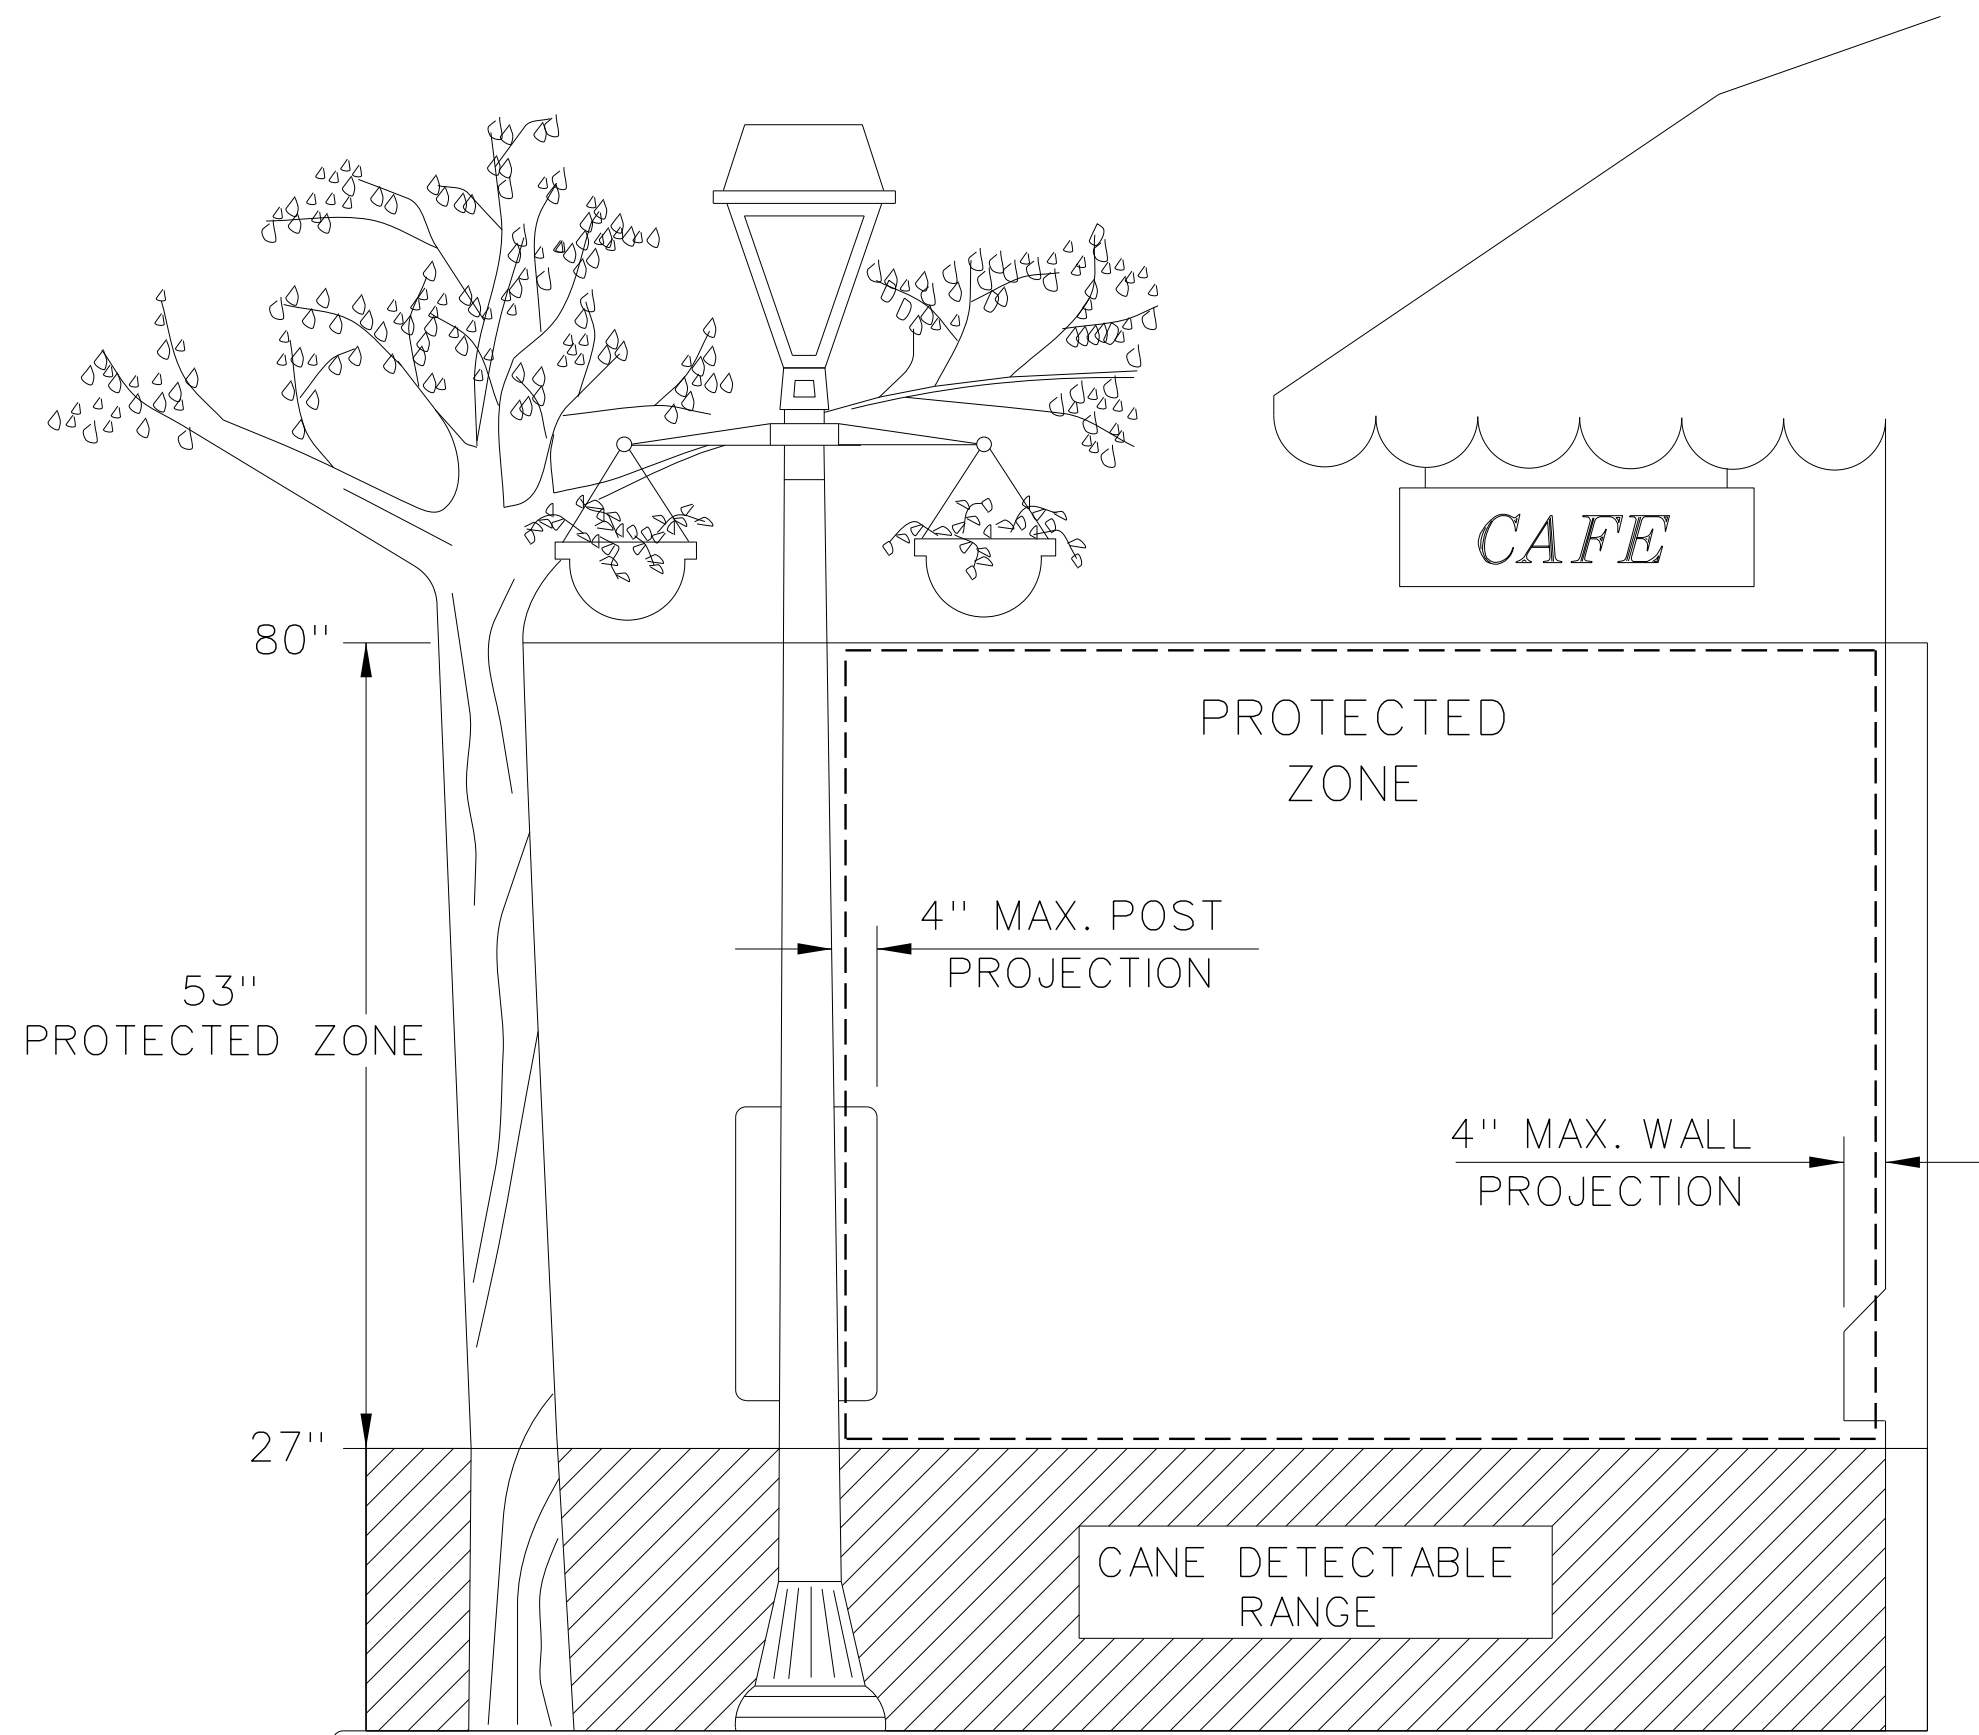 CAFE
80"
PROTECTED
ZONE
4" MAX. POST
PROJECTION
53"
PROTECTED ZONE
4" MAX. WALL
PROJECTION
27"
CANE DETECTABLE
RANGE